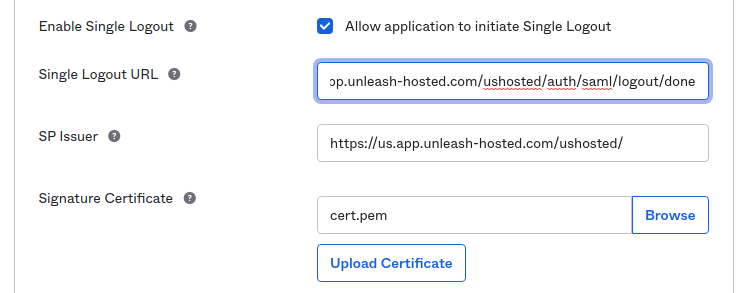 Enable Single Logout ? Allow application to initiate Single Logout
Single Logout URL ? pp.unleash-hosted.com/ushosted/auth/saml/logout/done
SP Issuer ? https://us.app.unleash-hosted.com/ushosted/
Signature Certificate ? cert.pem Browse
Upload Certificate